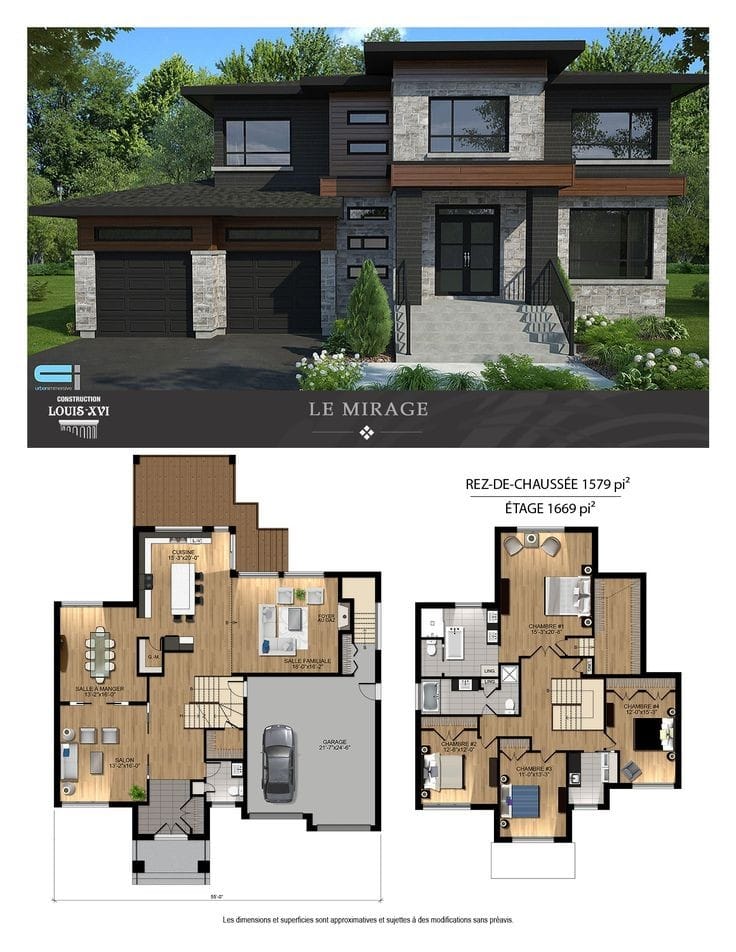 urbanimmersive
CONSTRUCTION
LOUIS-XVI
LE MIRAGE
REZ-DE-CHAUSSÉE 1579 pi²
ÉTAGE 1669 pi²
CUISINE
15'-3"x20'-0"
G.-M.
FOYER
AU GAZ
SALLE FAMILIALE
16'-0"x16'-2"
SALLE A MANGER
13'-2"x16'-0"
SALON
13'-2"x16'-0"
GARAGE
21'-7"x24'-6"
55'-0"
CHAMBRE #1
15'-3"x20'-6"
LING.
LING.
CHAMBRE #2
12'-6"x12'-0"
CHAMBRE #3
11'-0"x13'-3"
CHAMBRE #4
12'-0"x15'-3"
Les dimensions et superficies sont approximatives et sujettes à des modifications sans préavis.